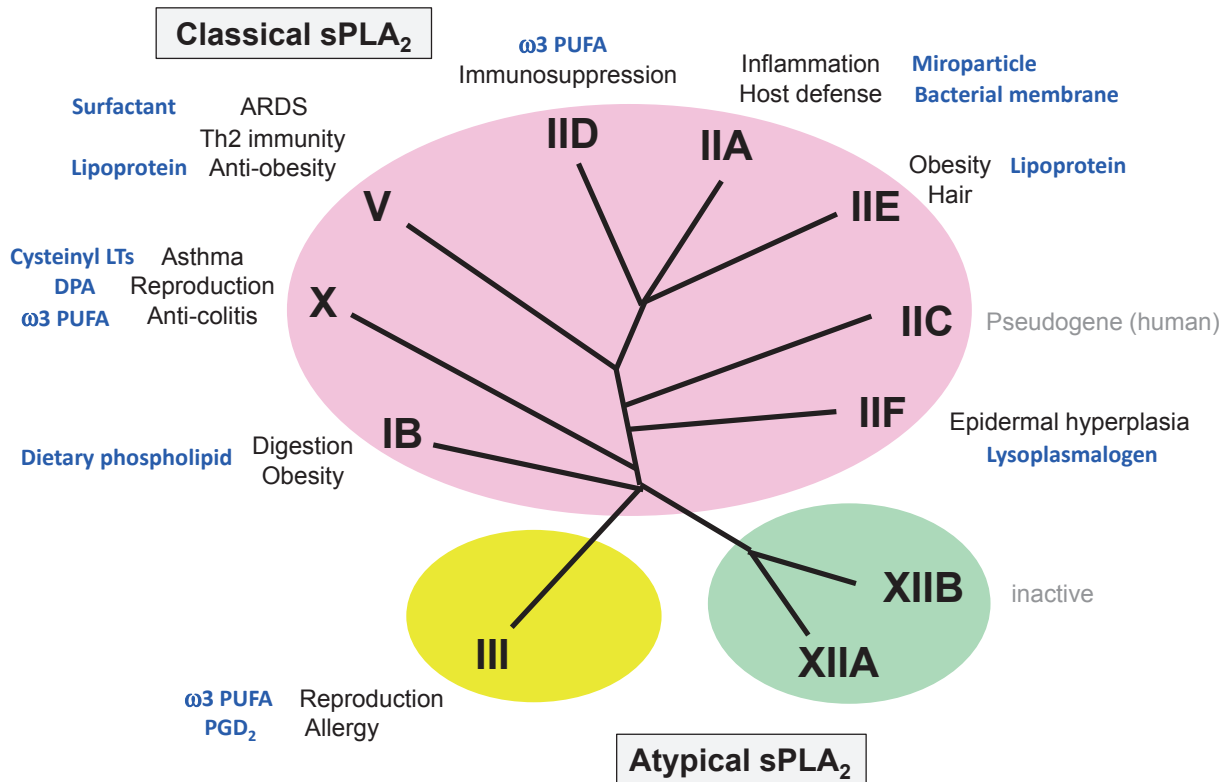 Classical sPLA₂
ω3 PUFA
Immunosuppression
Inflammation Miroparticle
Host defense Bacterial membrane
Surfactant ARDS
Th2 immunity
Lipoprotein Anti-obesity
IID
IIA
Obesity Lipoprotein
Hair
V
IIE
Cysteinyl LTs Asthma
DPA Reproduction
ω3 PUFA Anti-colitis
X
IIC
Pseudogene (human)
IB
IIF
Epidermal hyperplasia
Lysoplasmalogen
Dietary phospholipid Digestion
Obesity
XIIB
inactive
III
XIIA
ω3 PUFA Reproduction
PGD₂ Allergy
Atypical sPLA₂